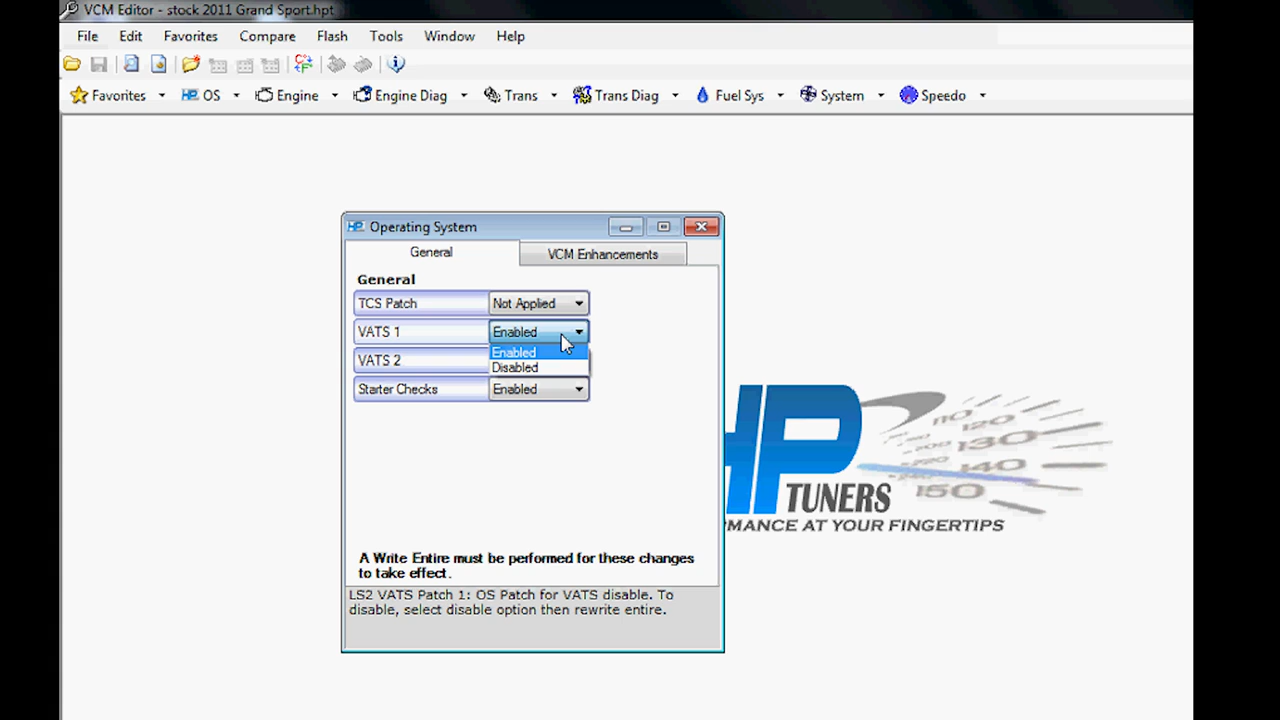 VCM Editor - stock 2011 Grand Sport.hpt
File Edit Favorites Compare Flash Tools Window Help
Favorites HP OS Engine Engine Diag Trans Trans Diag Fuel Sys System Speedo
HP Operating System
General VCM Enhancements
General
TCS Patch Not Applied
VATS 1 Enabled
Enabled
VATS 2
Disabled
Starter Checks Enabled
A Write Entire must be performed for these changes
to take effect.
LS2 VATS Patch 1: OS Patch for VATS disable. To
disable, select disable option then rewrite entire.
HP
TUNERS
RMANCE AT YOUR FINGERTIPS
110
120
130
140
150